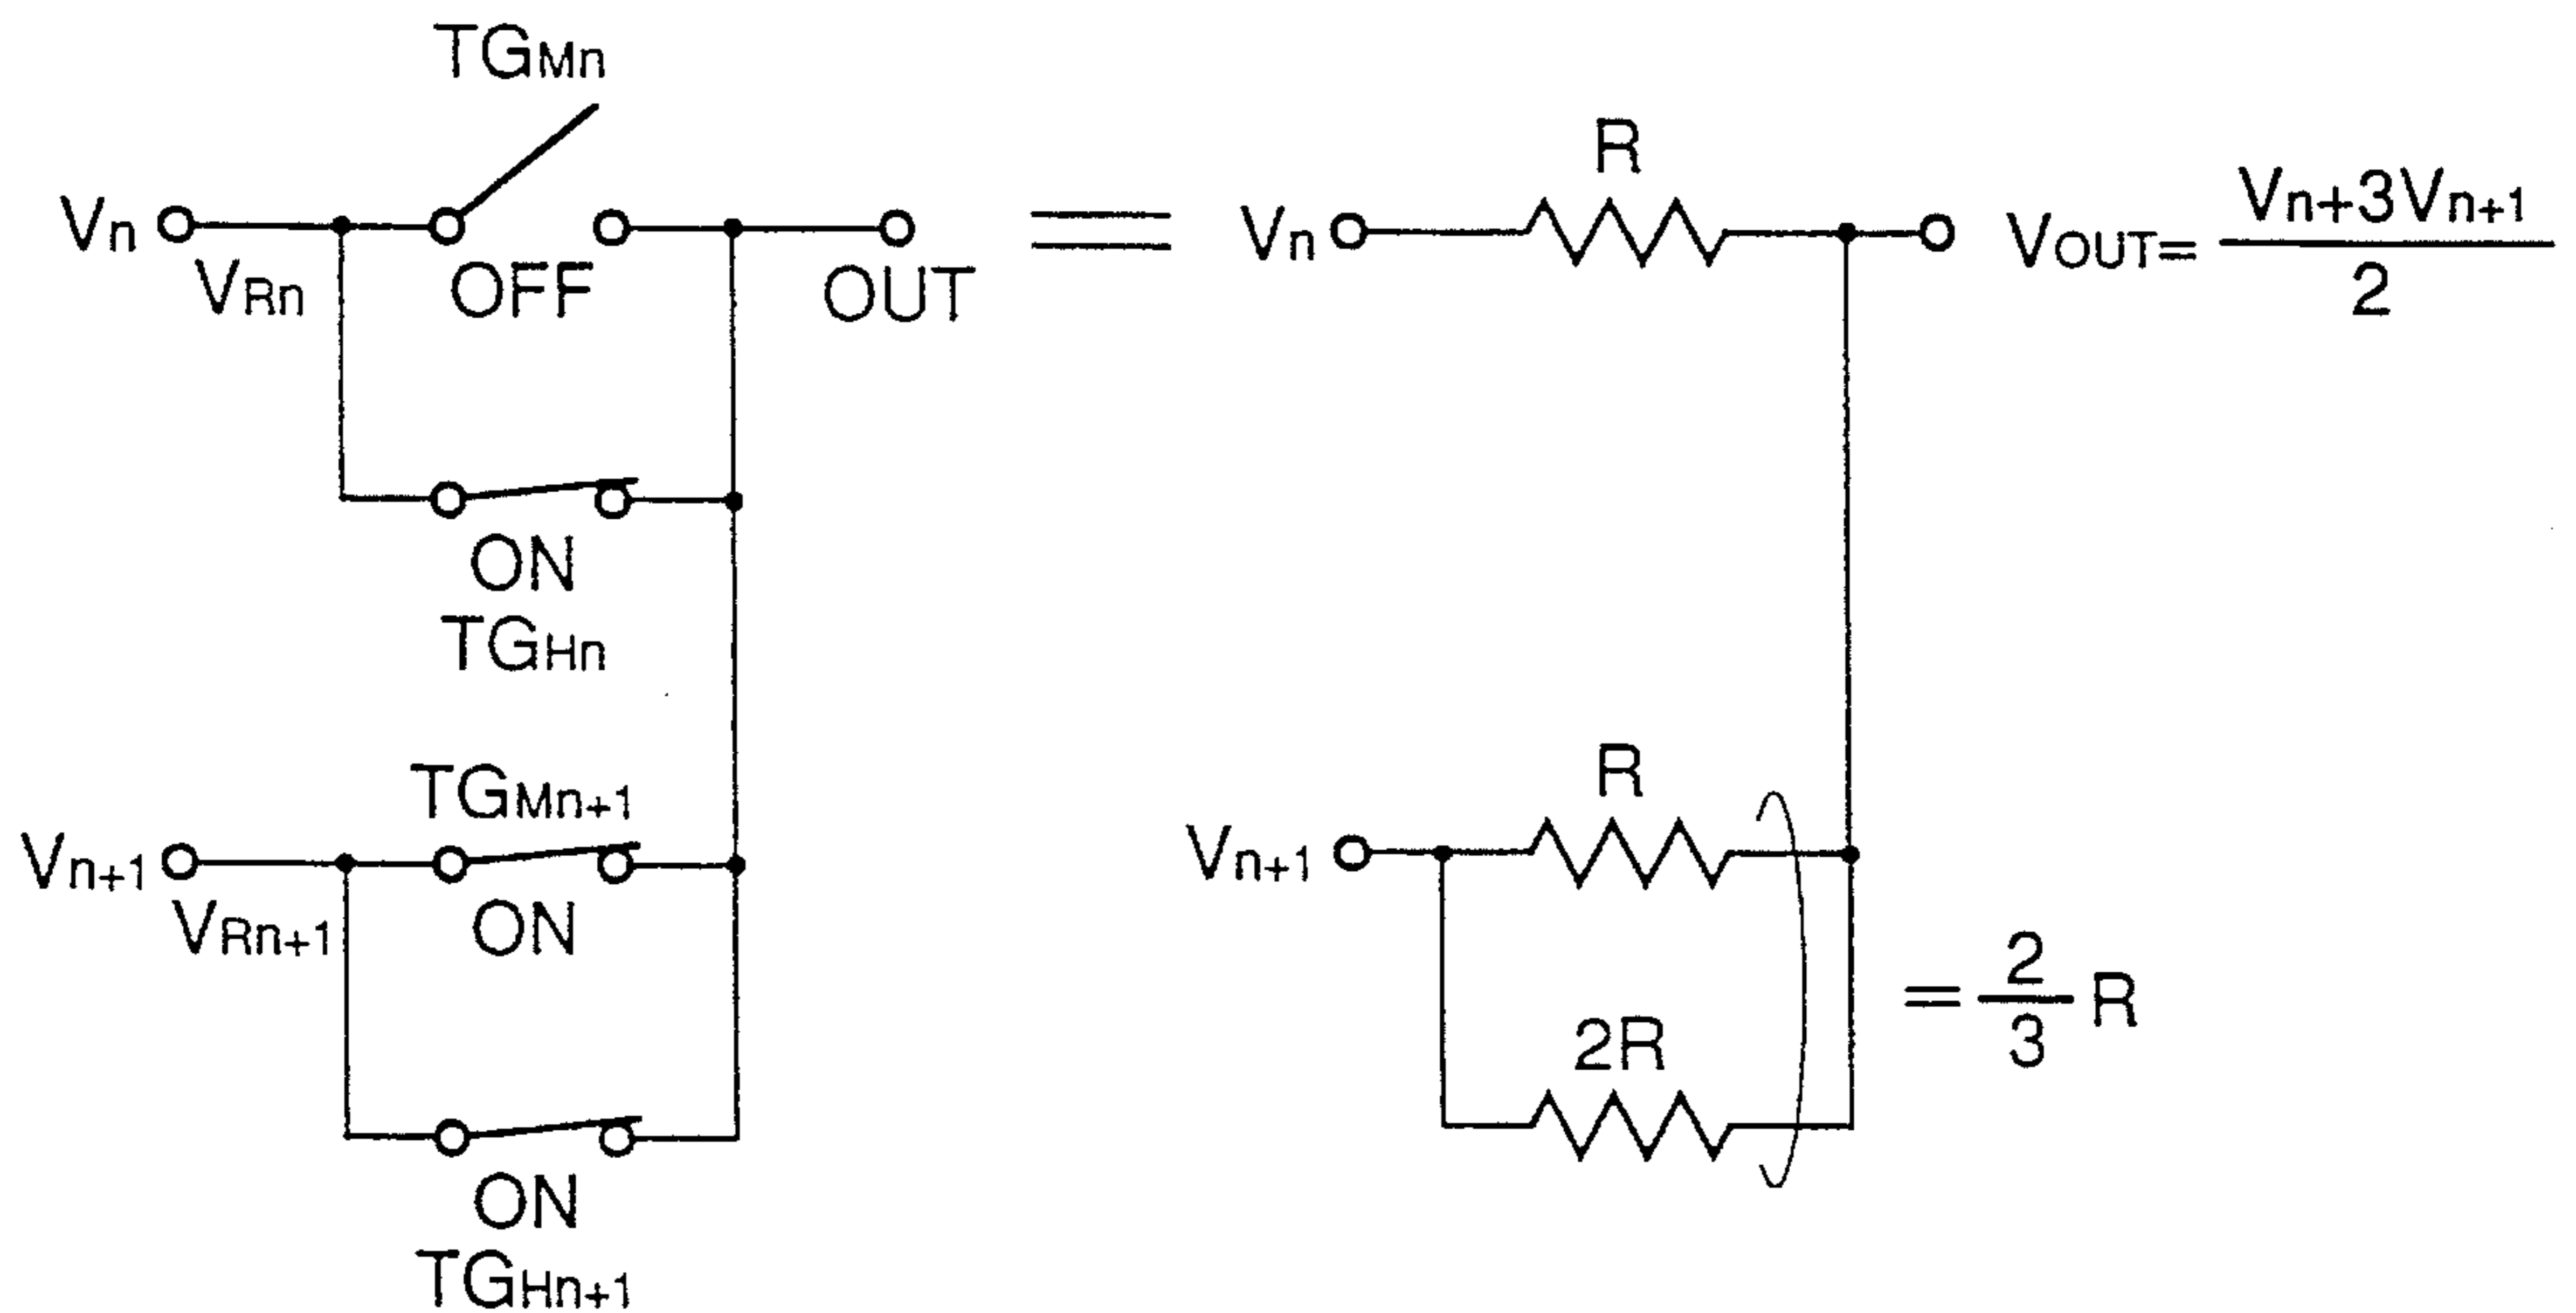 TGMn
Vn
VRn
OFF
OUT
ON
TGHn
TGMn+1
Vn+1
VRn+1
ON
ON
TGHn+1
=
R
Vn
VOUT= Vn+3Vn+1
2
R
Vn+1
2R
= 2
3 R